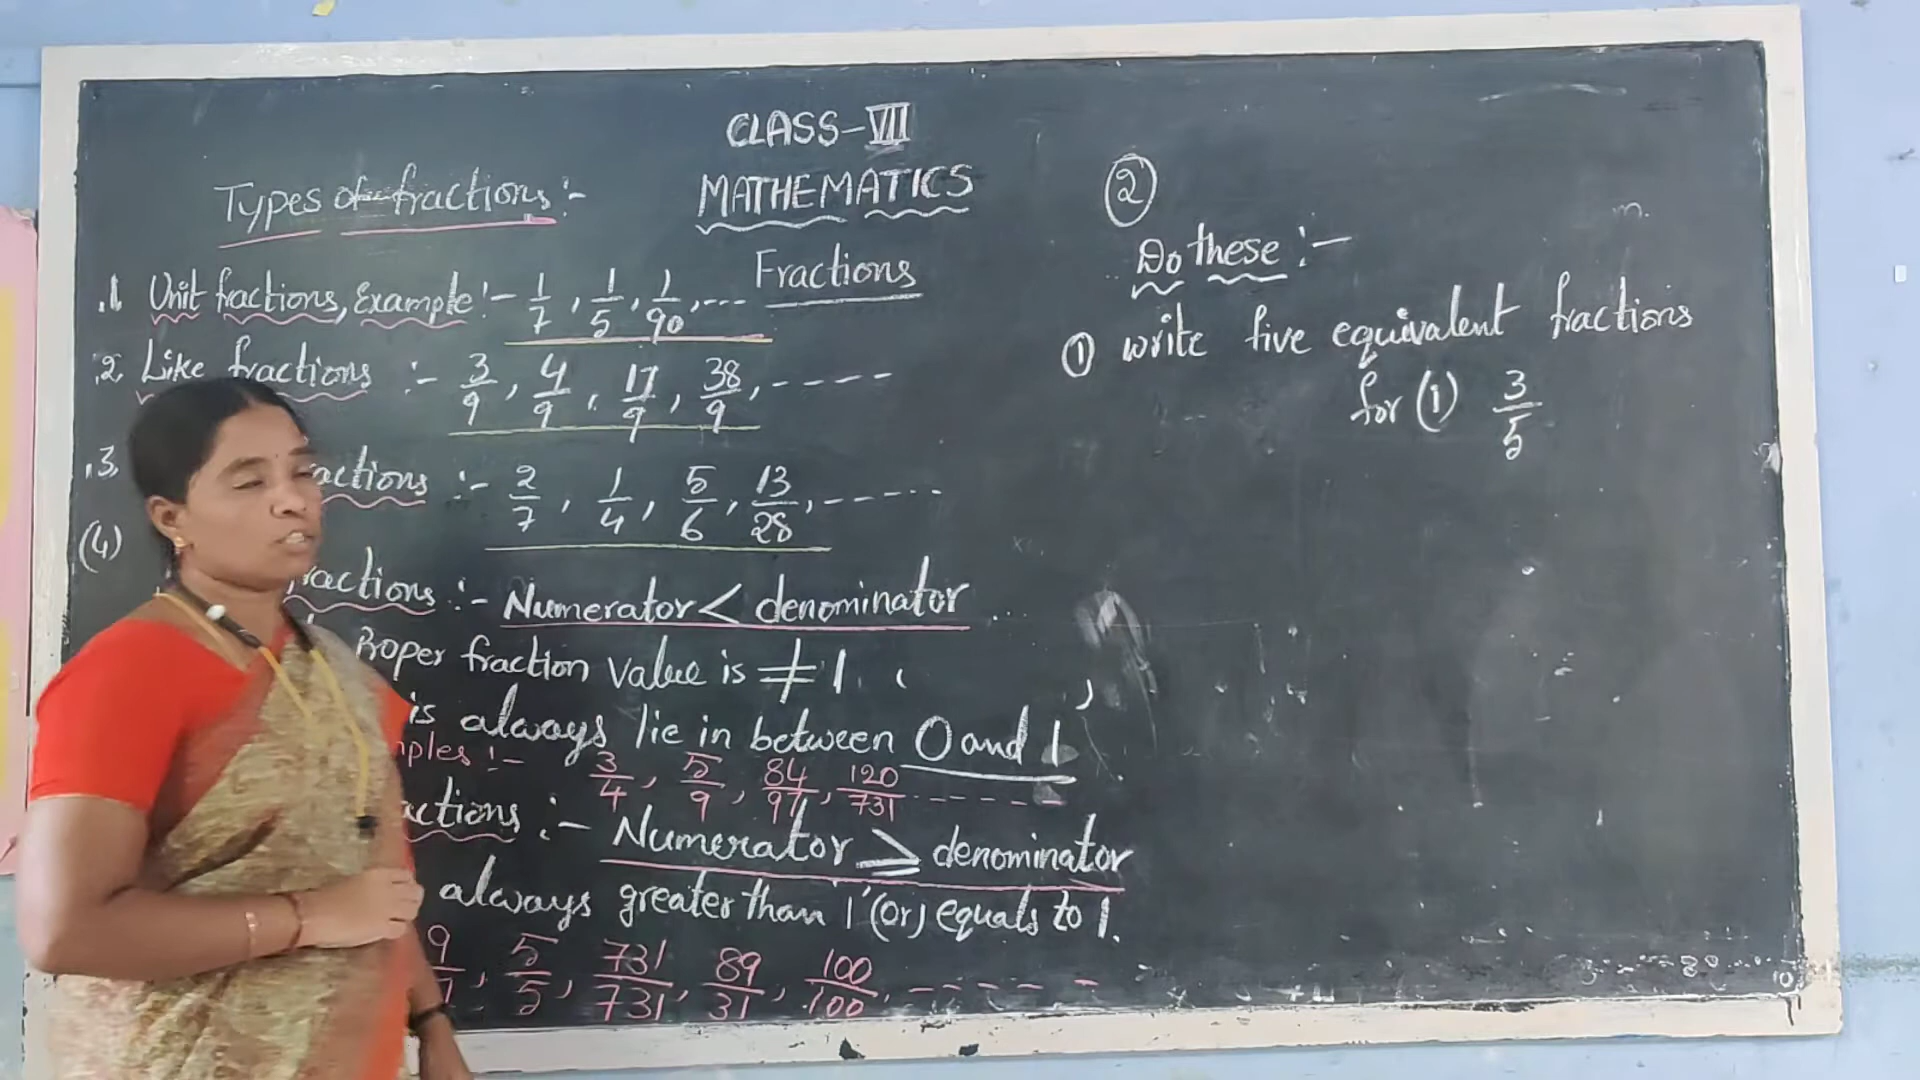 CLASS-VII
MATHEMATICS
Fractions
Types of fractions:-
.1. Unit fractions, Example:- 1/7, 1/5, 1/90, ...
.2. Like fractions :- 3/9, 4/9, 17/9, 38/9, ----
.3. actions :- 2/7, 1/4, 5/6, 13/28, -----
(4)
ractions :- Numerator < denominator
Proper fraction value is ≠ 1.
is always lie in between 0 and 1
mples :- 3/4, 5/9, 84/97, 120/731 -----
actions :- Numerator ≥ denominator
always greater than '1' (or) equals to 1.
5/5, 731/731, 89/31, 100/100, -----
②
Do these :-
① write five equivalent fractions
for (1) 3/5